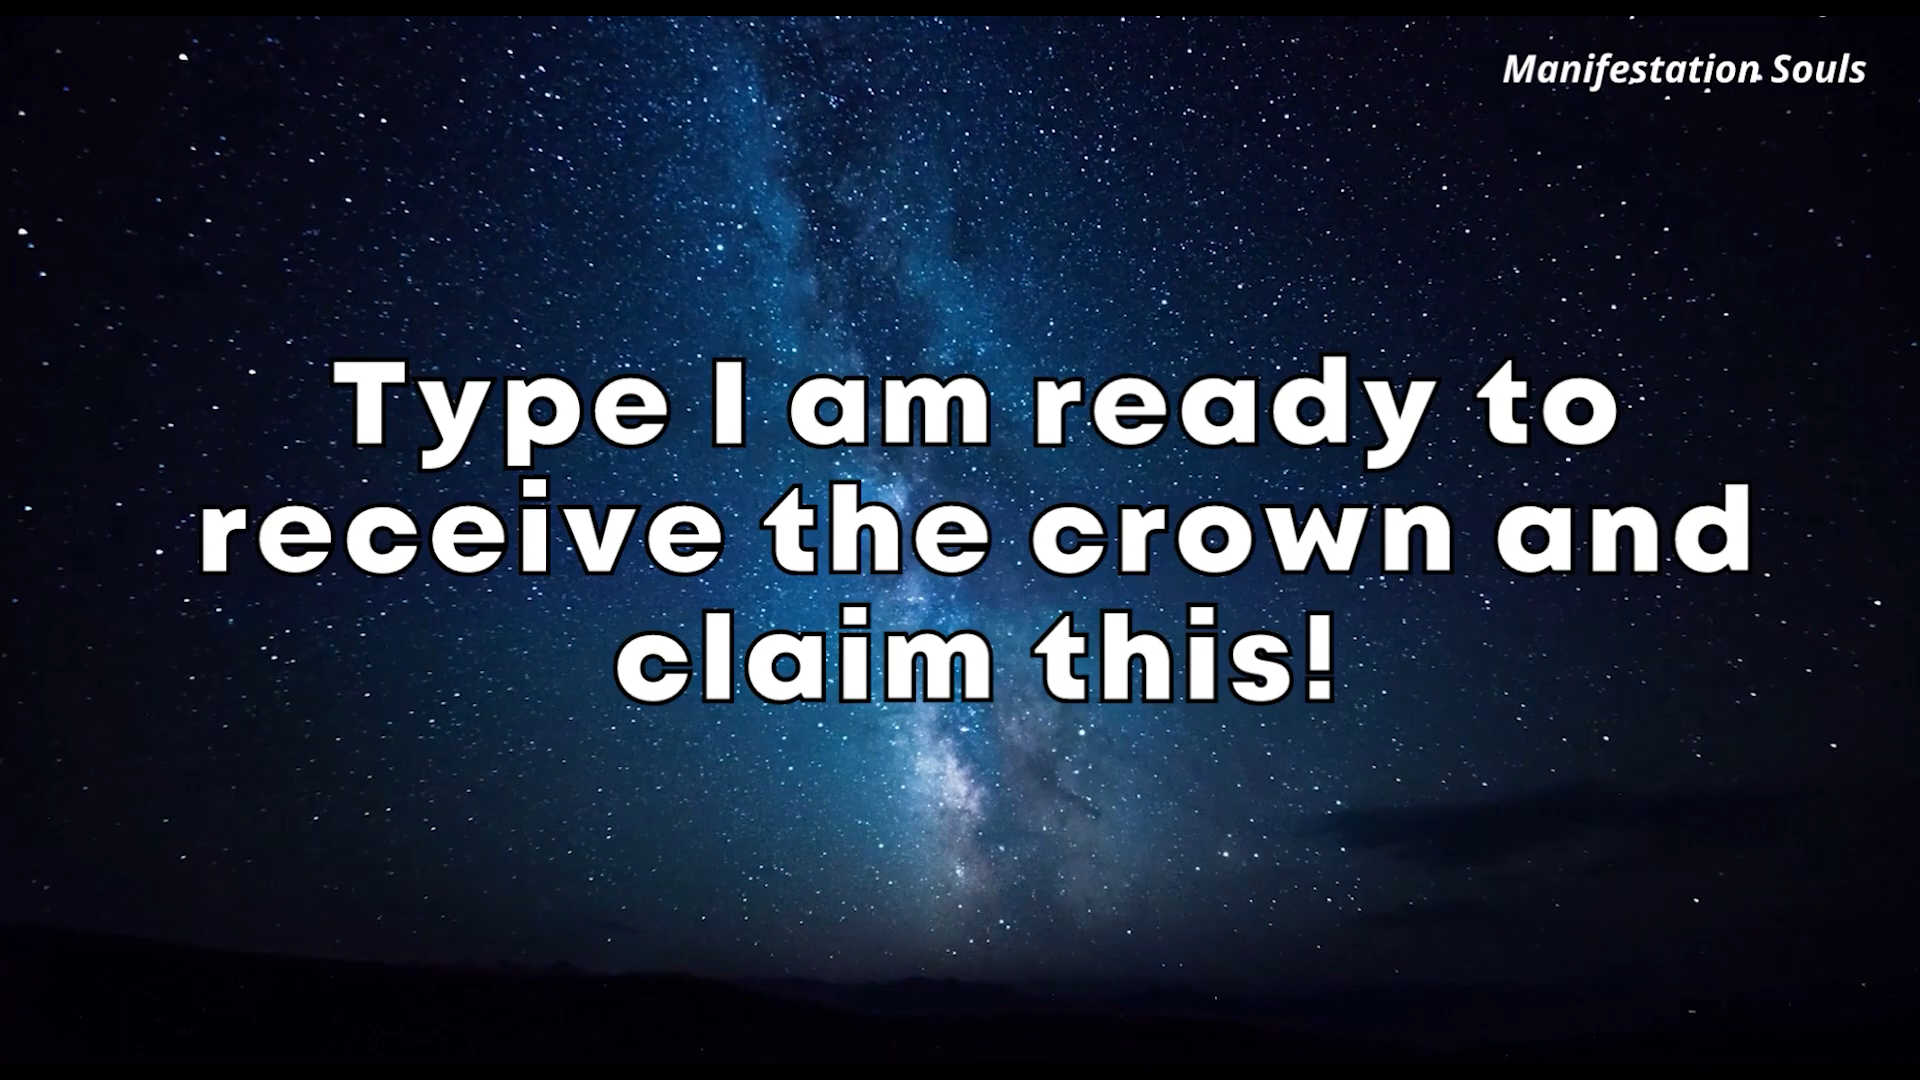 Manifestation Souls
Type I am ready to
receive the crown and
claim this!